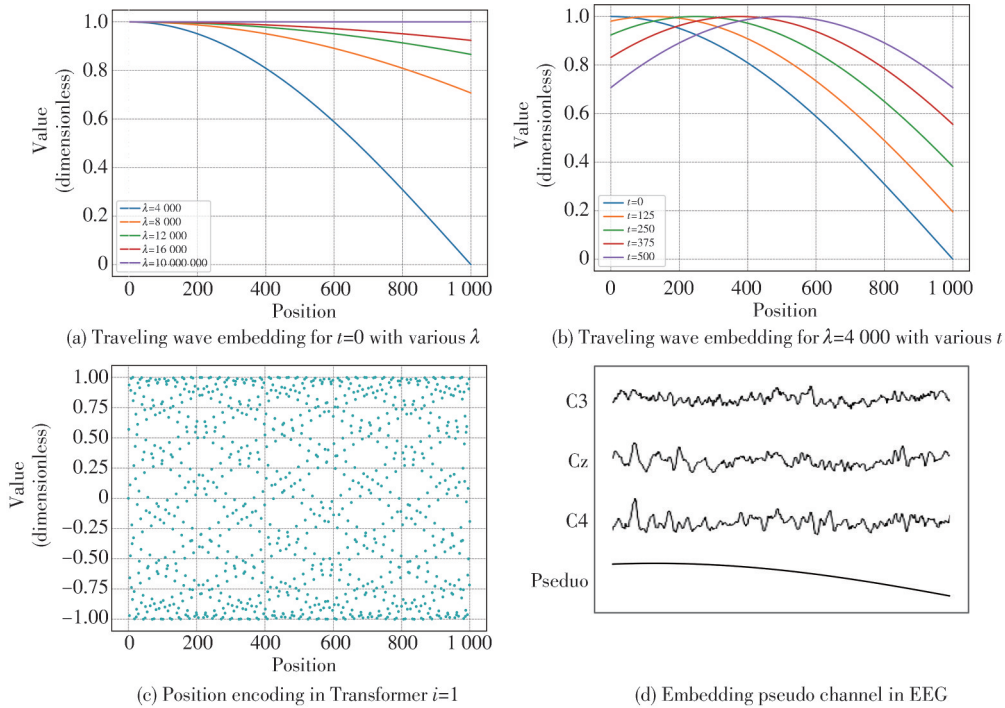 1.0
0.8
0.6
0.4
0.2
0
Value
(dimensionless)
λ=4 000
λ=8 000
λ=12 000
λ=16 000
λ=10 000 000
0 200 400 600 800 1 000
Position
(a) Traveling wave embedding for t=0 with various λ
1.0
0.8
0.6
0.4
0.2
0
Value
(dimensionless)
t=0
t=125
t=250
t=375
t=500
0 200 400 600 800 1 000
Position
(b) Traveling wave embedding for λ=4 000 with various t
1.00
0.75
0.50
0.25
0
−0.25
−0.50
−0.75
−1.00
Value
(dimensionless)
0 200 400 600 800 1 000
Position
(c) Position encoding in Transformer i=1
C3
Cz
C4
Pseduo
(d) Embedding pseudo channel in EEG